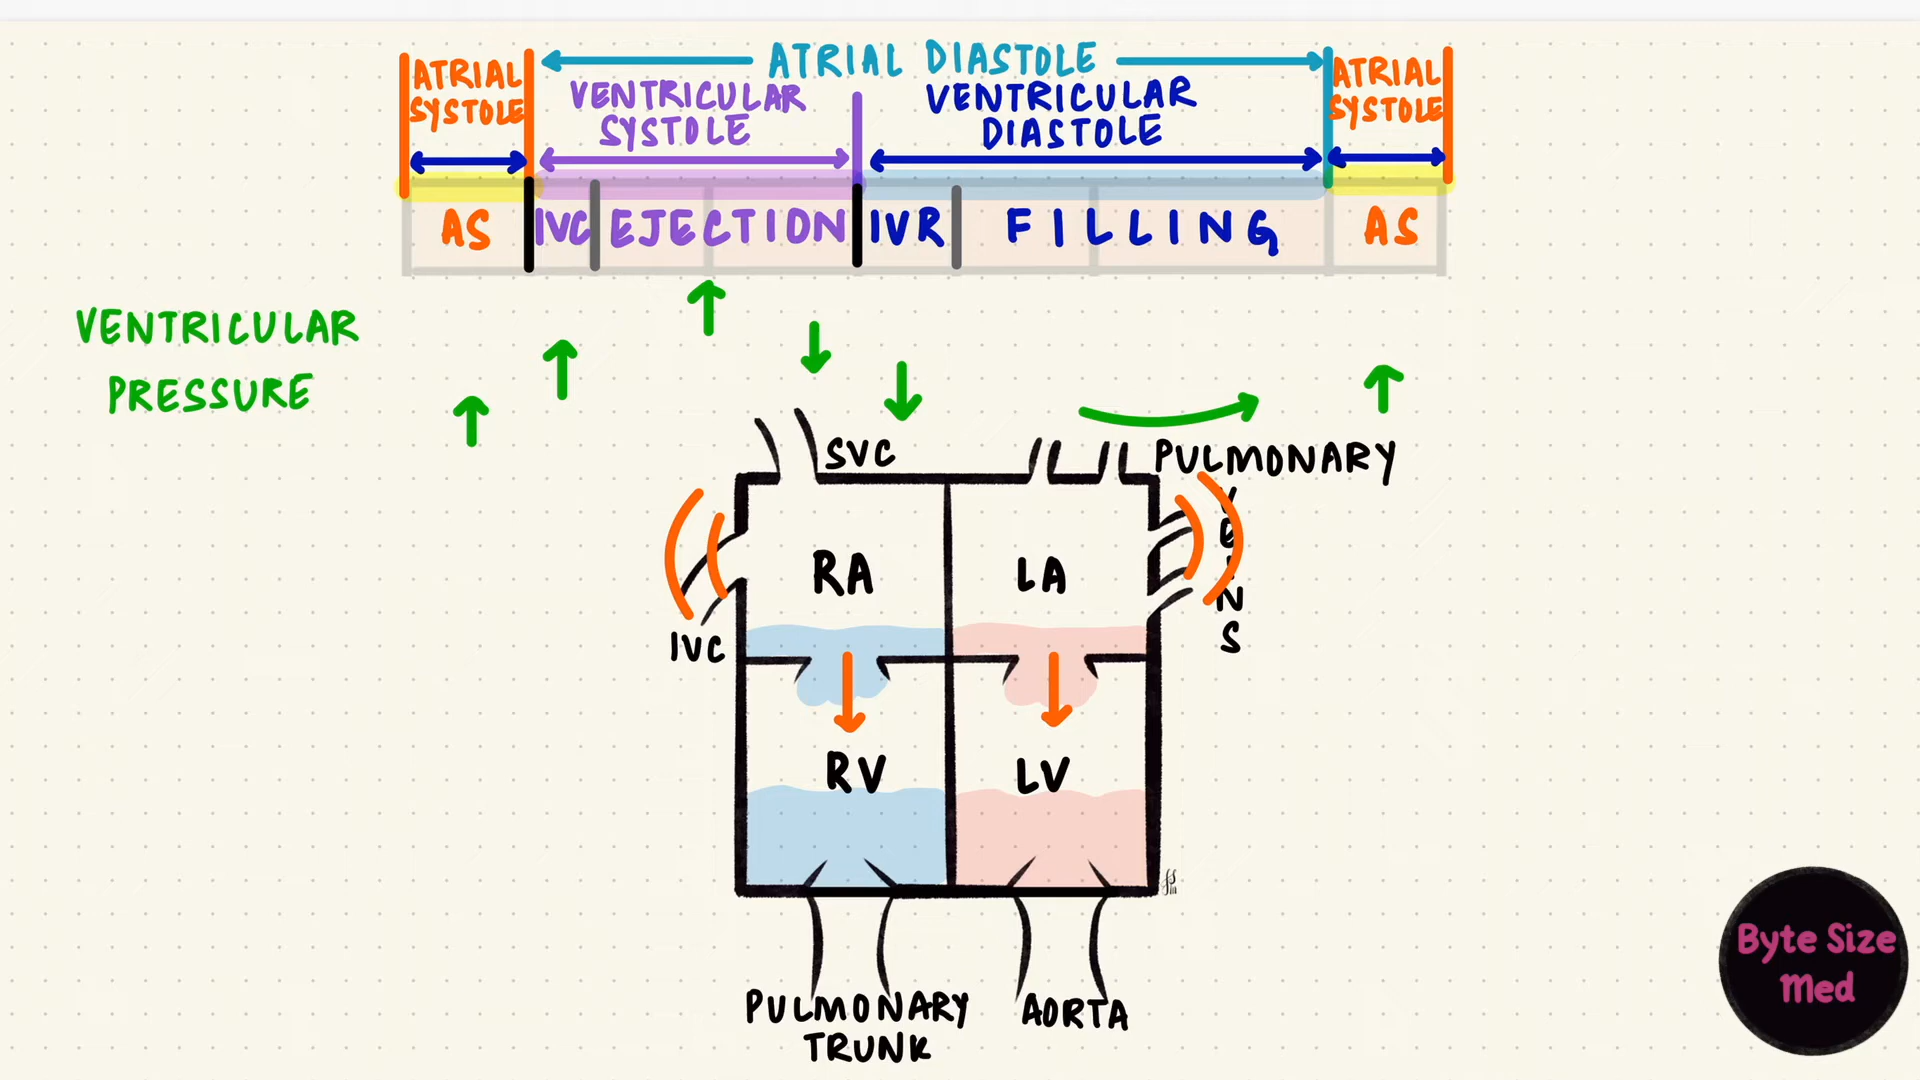 ATRIAL DIASTOLE
ATRIAL
SYSTOLE
VENTRICULAR
SYSTOLE
VENTRICULAR
DIASTOLE
ATRIAL
SYSTOLE
AS
IVC
EJECTION
IVR
FILLING
AS
VENTRICULAR
PRESSURE
SVC
PULMONARY
VEINS
RA
LA
IVC
RV
LV
PULMONARY
TRUNK
AORTA
Byte Size
Med